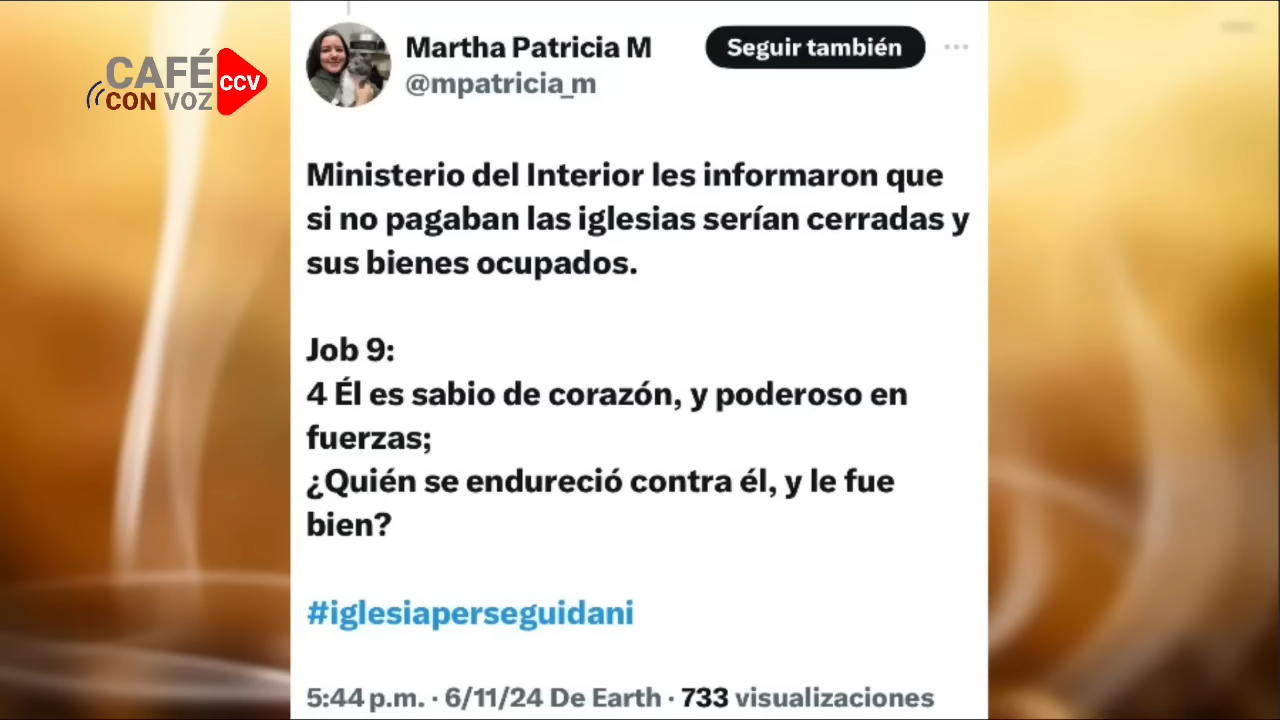 CAFÉ
CON VOZ
CCV
Martha Patricia M
@mpatricia_m
Seguir también
Ministerio del Interior les informaron que
si no pagaban las iglesias serían cerradas y
sus bienes ocupados.
Job 9:
4 Él es sabio de corazón, y poderoso en
fuerzas;
¿Quién se endureció contra él, y le fue
bien?
#iglesiaperseguidani
5:44 p.m. · 6/11/24 De Earth · 733 visualizaciones